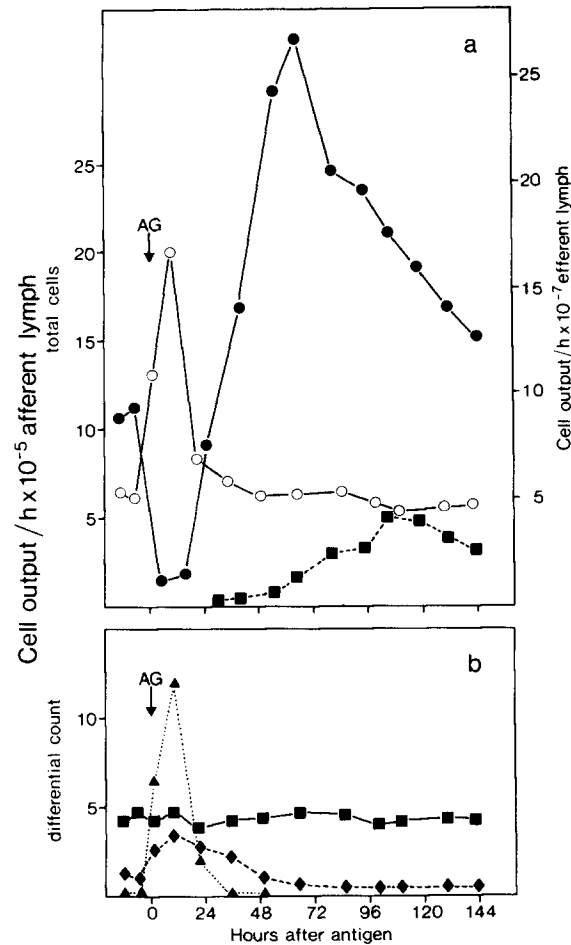 a
25
20
15
10
5
AG
Cell output/h x 10⁻⁵ afferent lymph
total cells
25
20
15
10
5
Cell output/h x 10⁻⁷ efferent lymph
b
AG
10
5
differential count
0 24 48 72 96 120 144
Hours after antigen